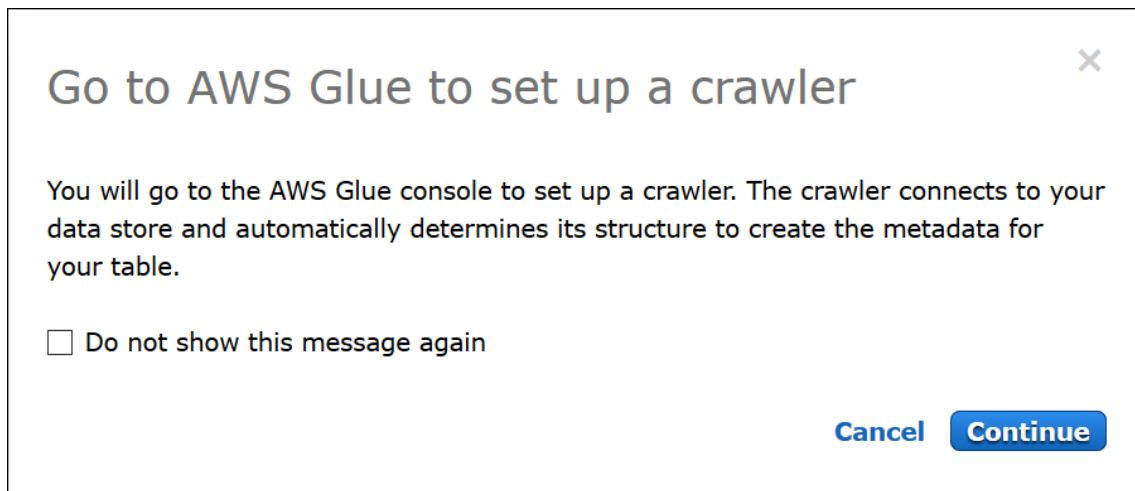 Go to AWS Glue to set up a crawler
×
You will go to the AWS Glue console to set up a crawler. The crawler connects to your
data store and automatically determines its structure to create the metadata for
your table.
Do not show this message again
Cancel Continue